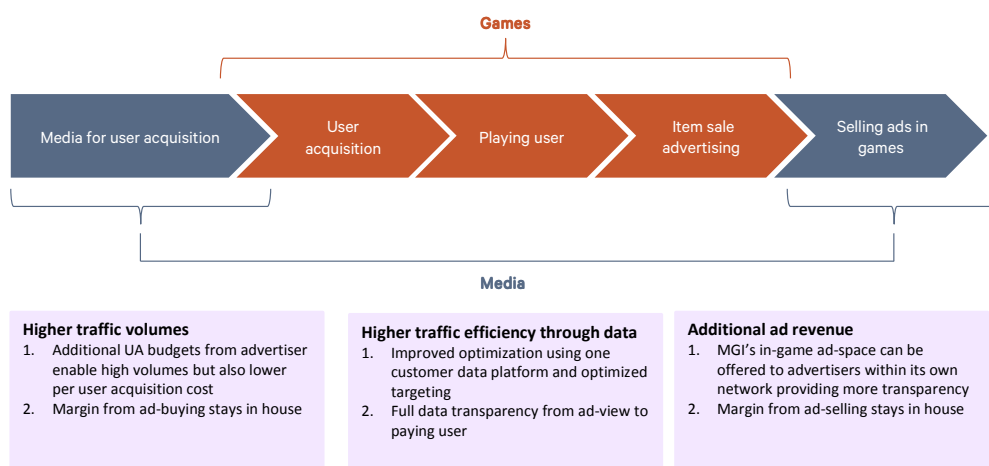 Games
Media for user acquisition
User
acquisition
Playing user
Item sale
advertising
Selling ads in
games
Media
Higher traffic volumes
1. Additional UA budgets from advertiser
enable high volumes but also lower
per user acquisition cost
2. Margin from ad-buying stays in house
Higher traffic efficiency through data
1. Improved optimization using one
customer data platform and optimized
targeting
2. Full data transparency from ad-view to
paying user
Additional ad revenue
1. MGI's in-game ad-space can be
offered to advertisers within its own
network providing more transparency
2. Margin from ad-selling stays in house